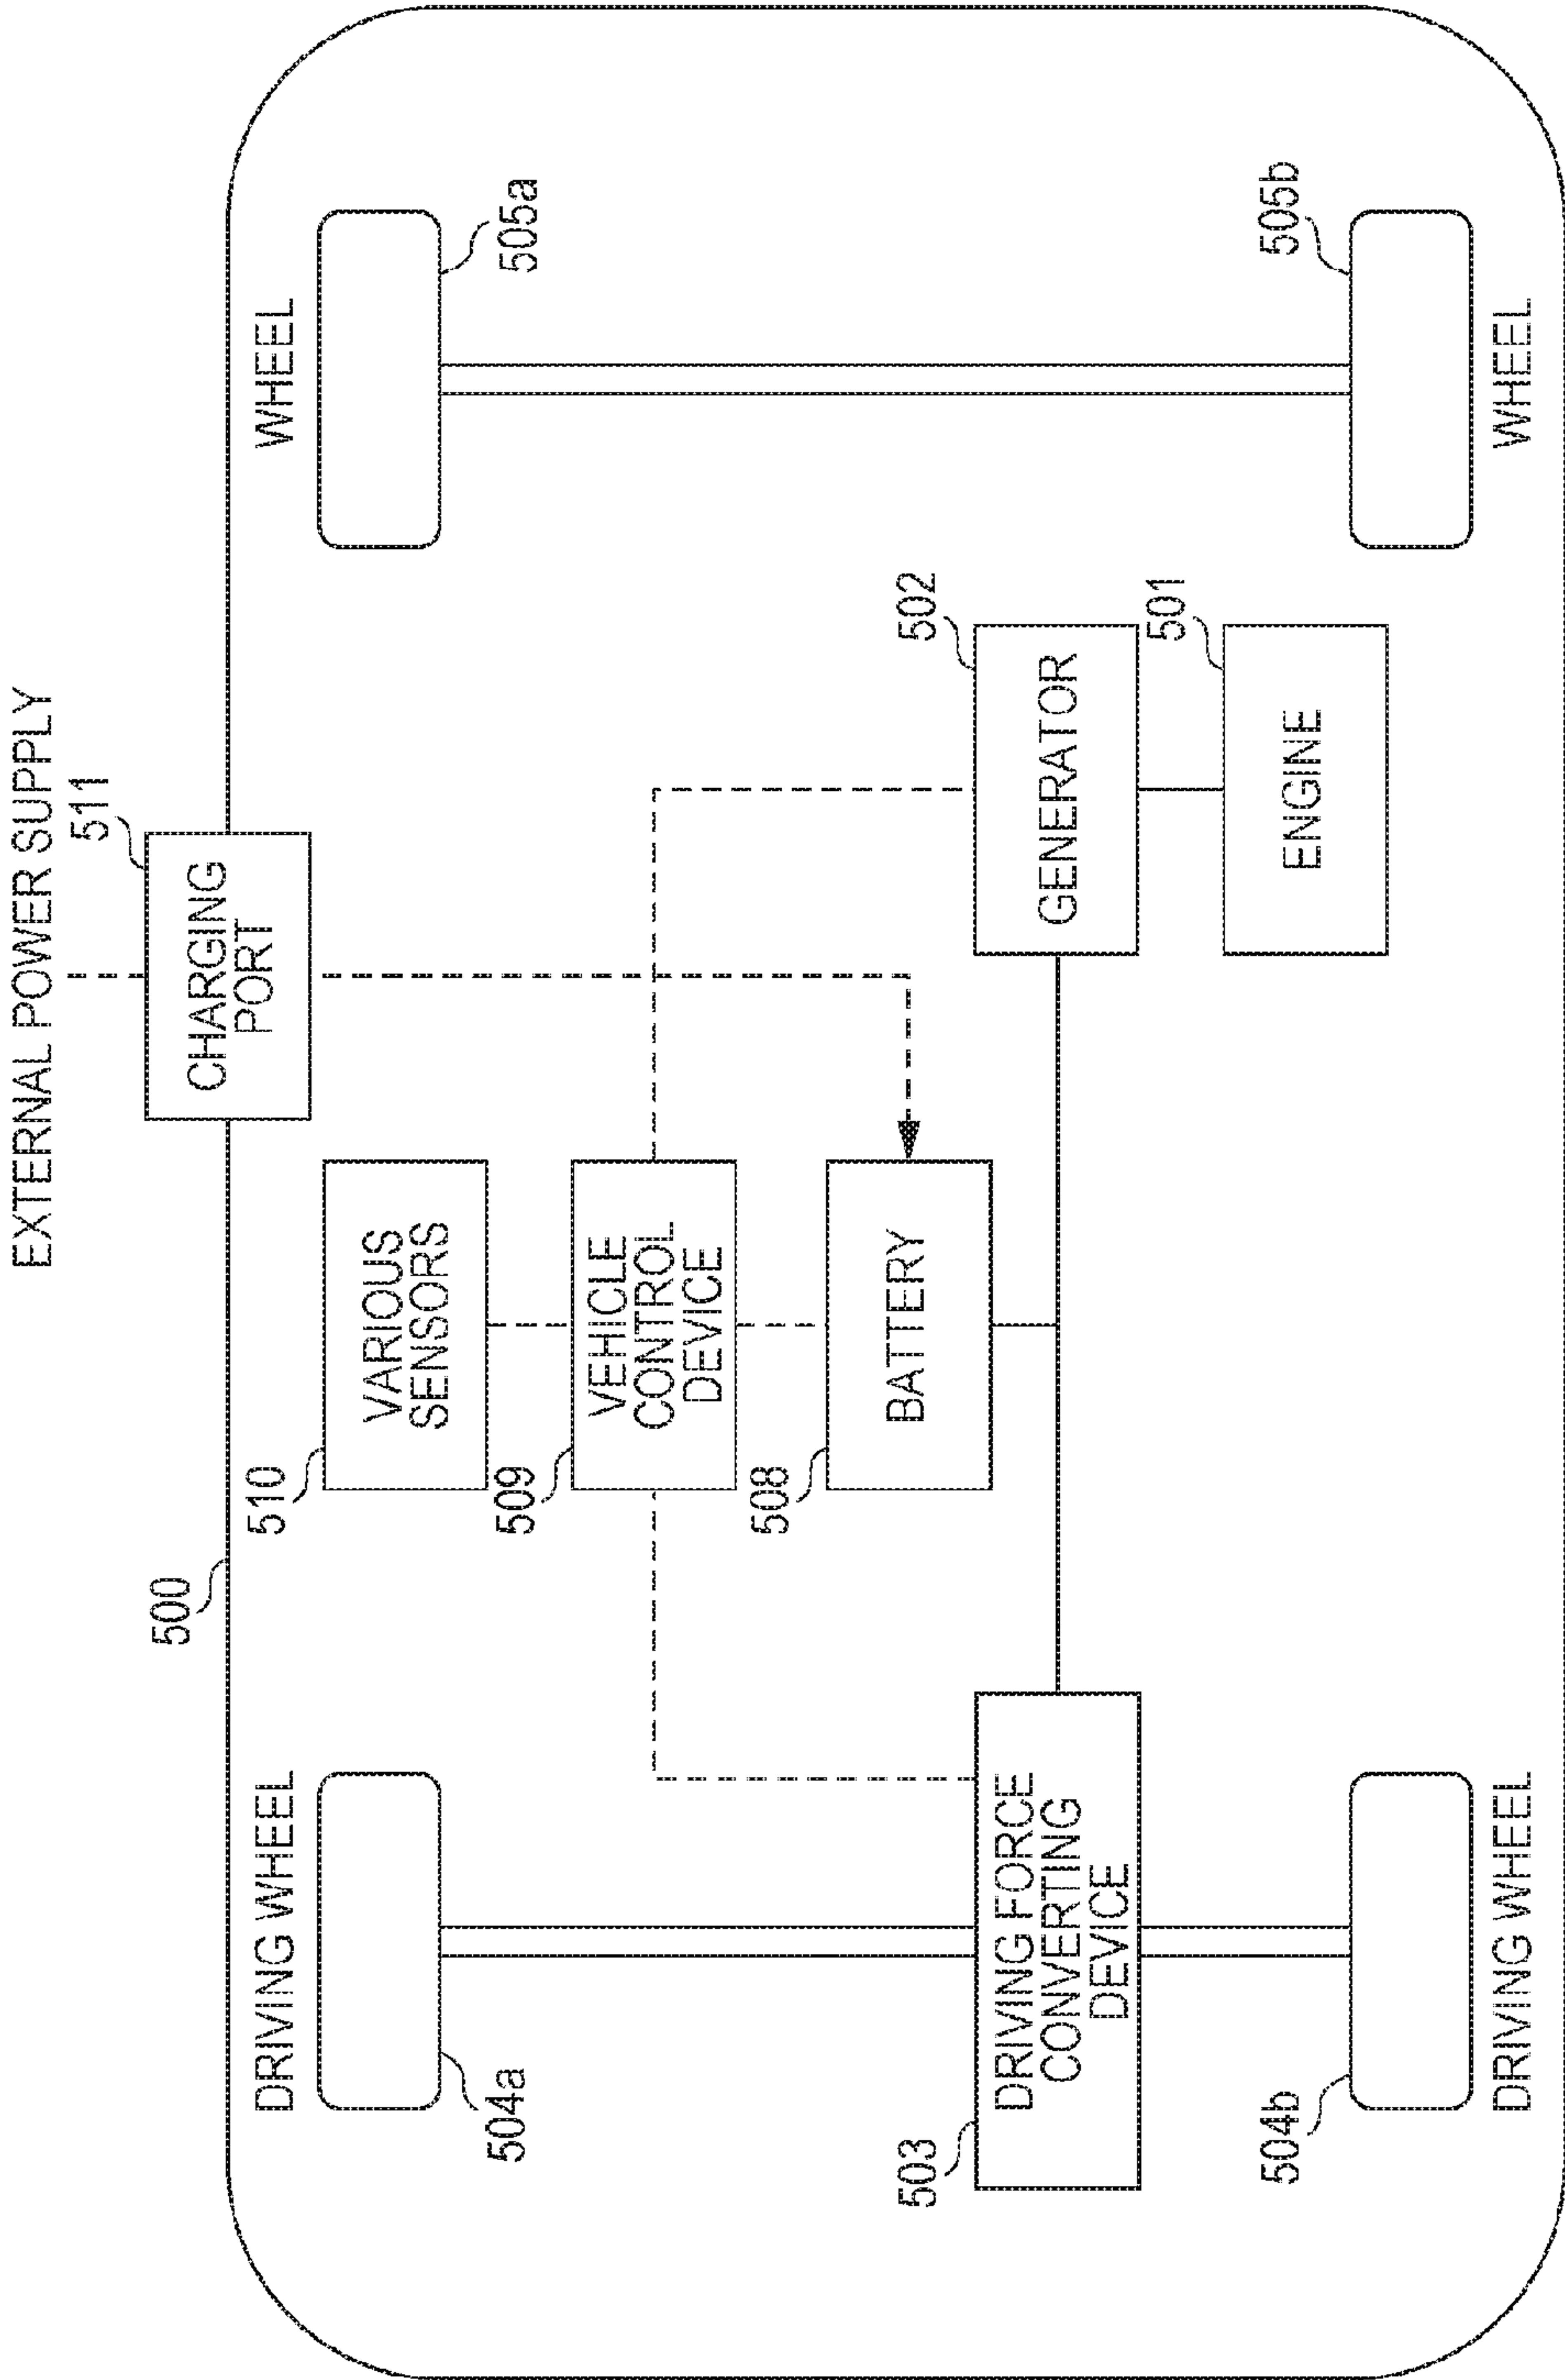 EXTERNAL POWER SUPPLY
511
CHARGING
PORT
500
DRIVING WHEEL
WHEEL
504a
505a
510
VARIOUS
SENSORS
509
VEHICLE
CONTROL
DEVICE
508
BATTERY
503
DRIVING FORCE
CONVERTING
DEVICE
502
GENERATOR
501
ENGINE
504b
505b
DRIVING WHEEL
WHEEL